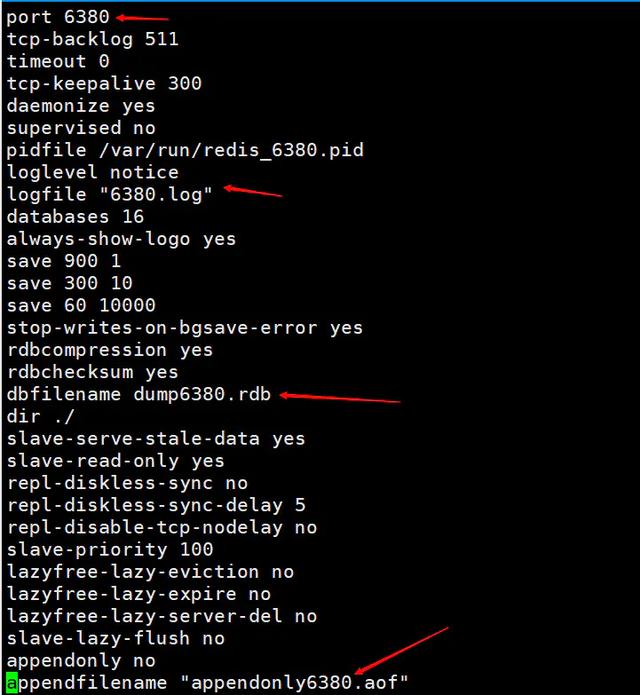 port 6380
tcp-backlog 511
timeout 0
tcp-keepalive 300
daemonize yes
supervised no
pidfile /var/run/redis_6380.pid
loglevel notice
logfile "6380.log"
databases 16
always-show-logo yes
save 900 1
save 300 10
save 60 10000
stop-writes-on-bgsave-error yes
rdbcompression yes
rdbchecksum yes
dbfilename dump6380.rdb
dir ./
slave-serve-stale-data yes
slave-read-only yes
repl-diskless-sync no
repl-diskless-sync-delay 5
repl-disable-tcp-nodelay no
slave-priority 100
lazyfree-lazy-eviction no
lazyfree-lazy-expire no
lazyfree-lazy-server-del no
slave-lazy-flush no
appendonly no
appendfilename "appendonly6380.aof"